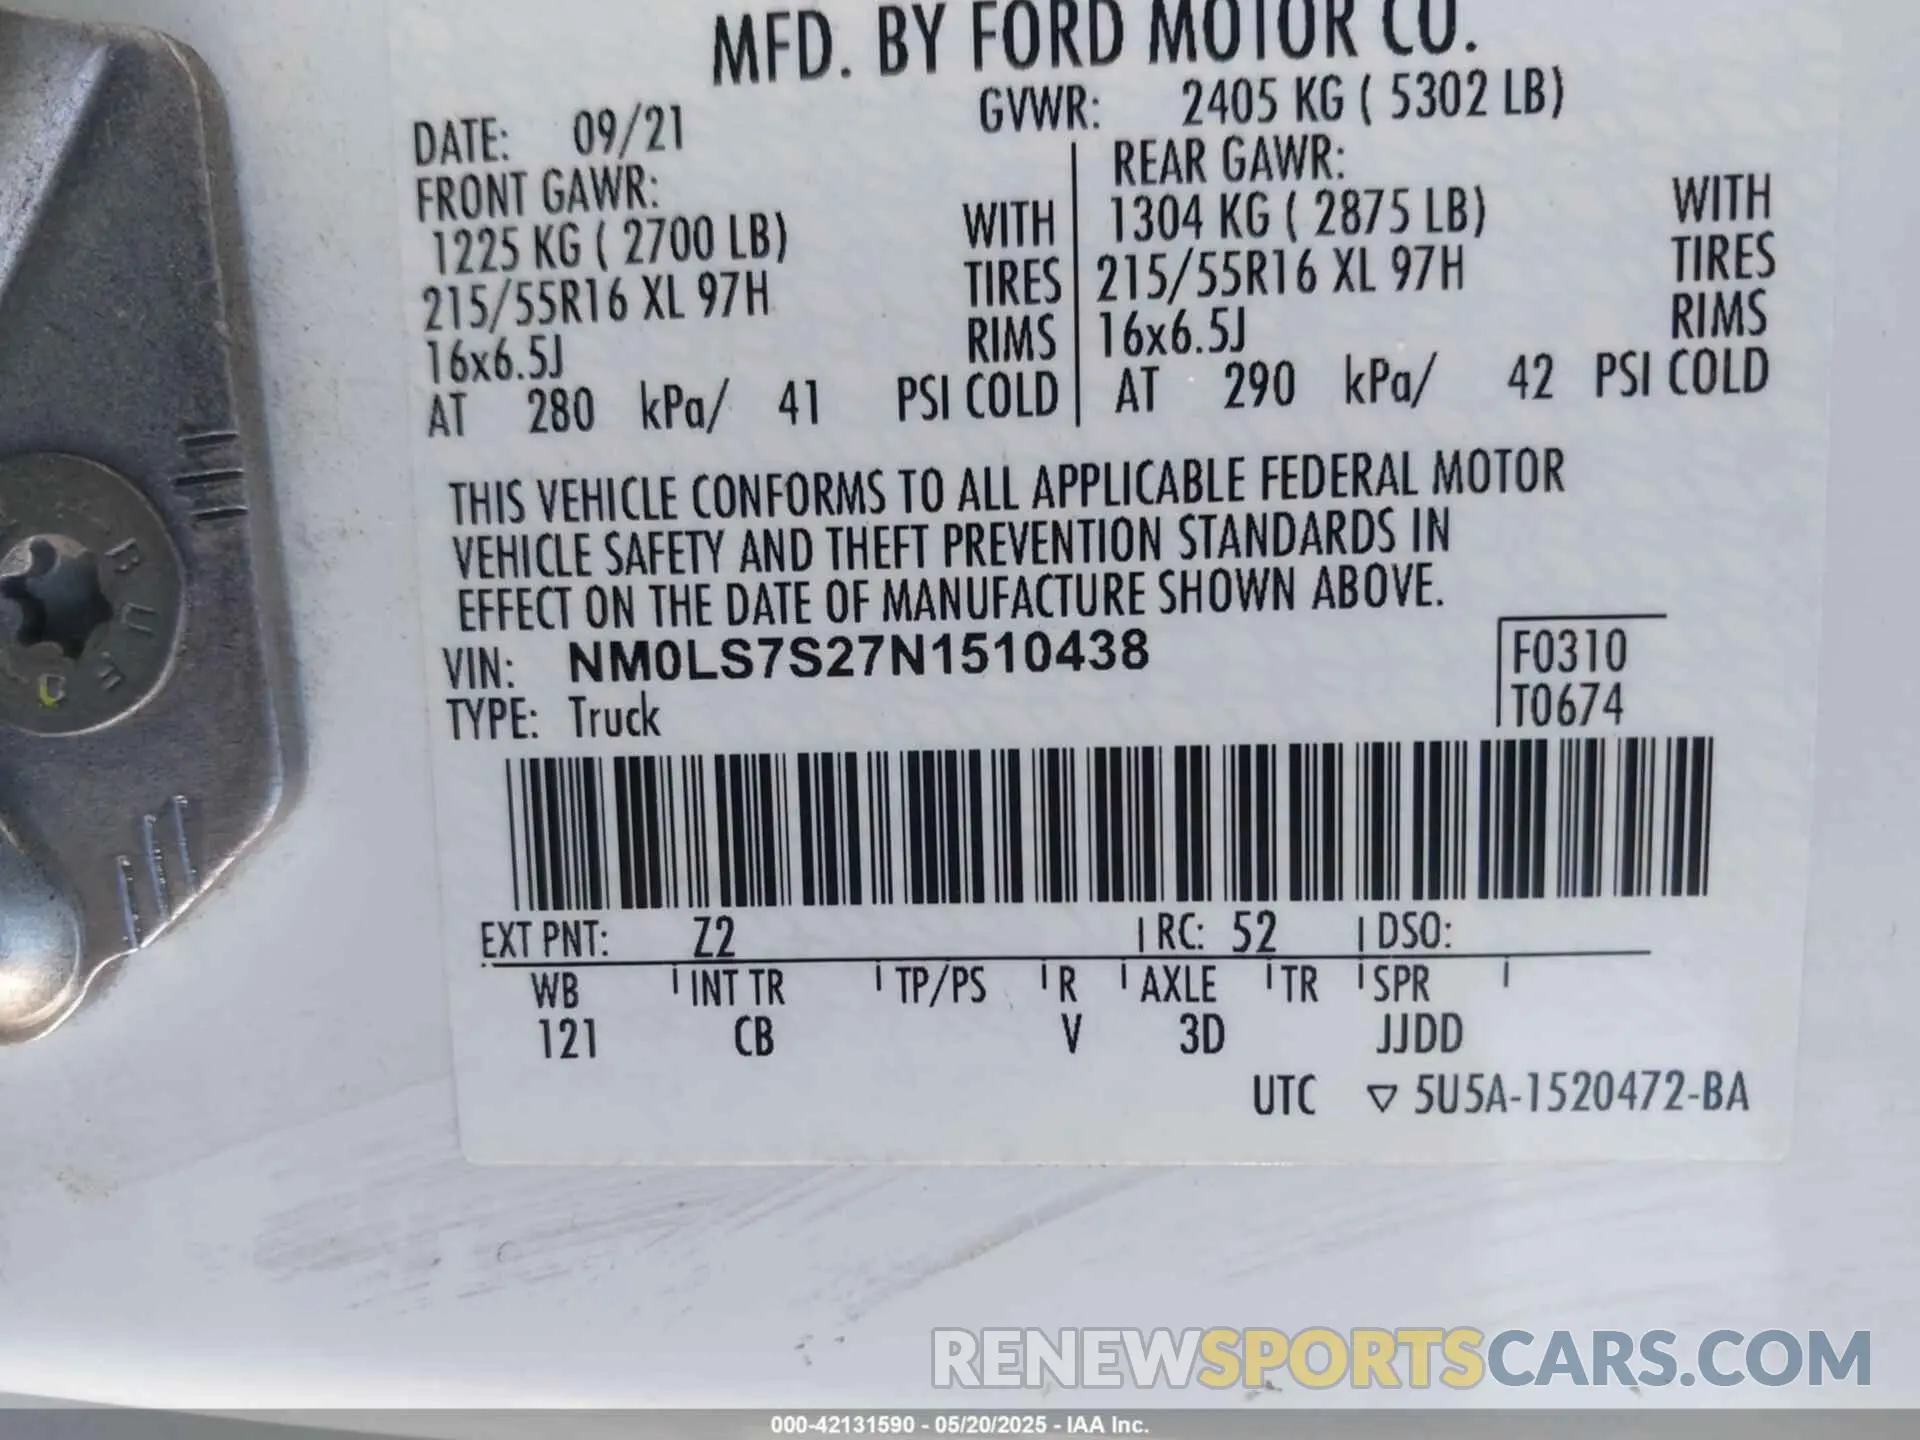 MFD. BY FORD MOTOR CO.
DATE: 09/21 GVWR: 2405 KG ( 5302 LB)
FRONT GAWR: REAR GAWR:
1225 KG ( 2700 LB) WITH 1304 KG ( 2875 LB) WITH
215/55R16 XL 97H TIRES 215/55R16 XL 97H TIRES
16x6.5J RIMS 16x6.5J RIMS
AT 280 kPa/ 41 PSI COLD AT 290 kPa/ 42 PSI COLD
THIS VEHICLE CONFORMS TO ALL APPLICABLE FEDERAL MOTOR
VEHICLE SAFETY AND THEFT PREVENTION STANDARDS IN
EFFECT ON THE DATE OF MANUFACTURE SHOWN ABOVE.
VIN: NM0LS7S27N1510438 F0310
TYPE: Truck T0674
EXT PNT: Z2 RC: 52 DSO:
WB INT TR TP/PS R AXLE TR SPR
121 CB V 3D JJDD
UTC ▽ 5U5A-1520472-BA
RENEWSPORTSCARS.COM
000-42131590 - 05/20/2025 - IAA Inc.